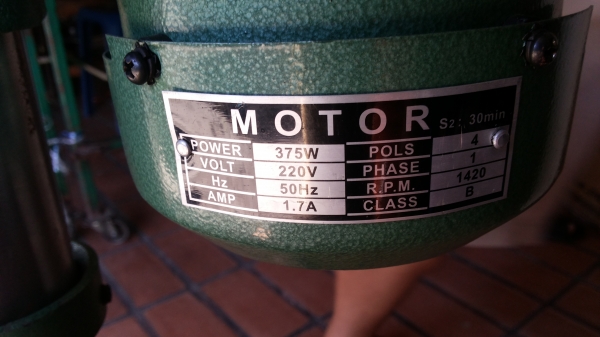 MOTOR S2: 30min
POWER 375W POLS 4
VOLT 220V PHASE 1
Hz 50Hz R.P.M. 1420
AMP 1.7A CLASS B